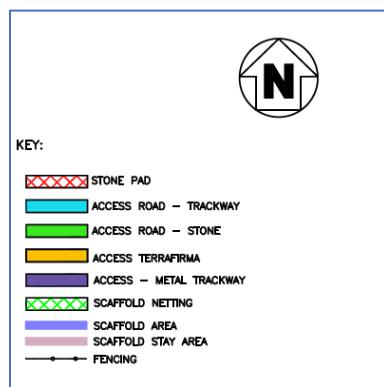 N
KEY:
STONE PAD
ACCESS ROAD – TRACKWAY
ACCESS ROAD – STONE
ACCESS TERRAFIRMA
ACCESS – METAL TRACKWAY
SCAFFOLD NETTING
SCAFFOLD AREA
SCAFFOLD STAY AREA
FENCING